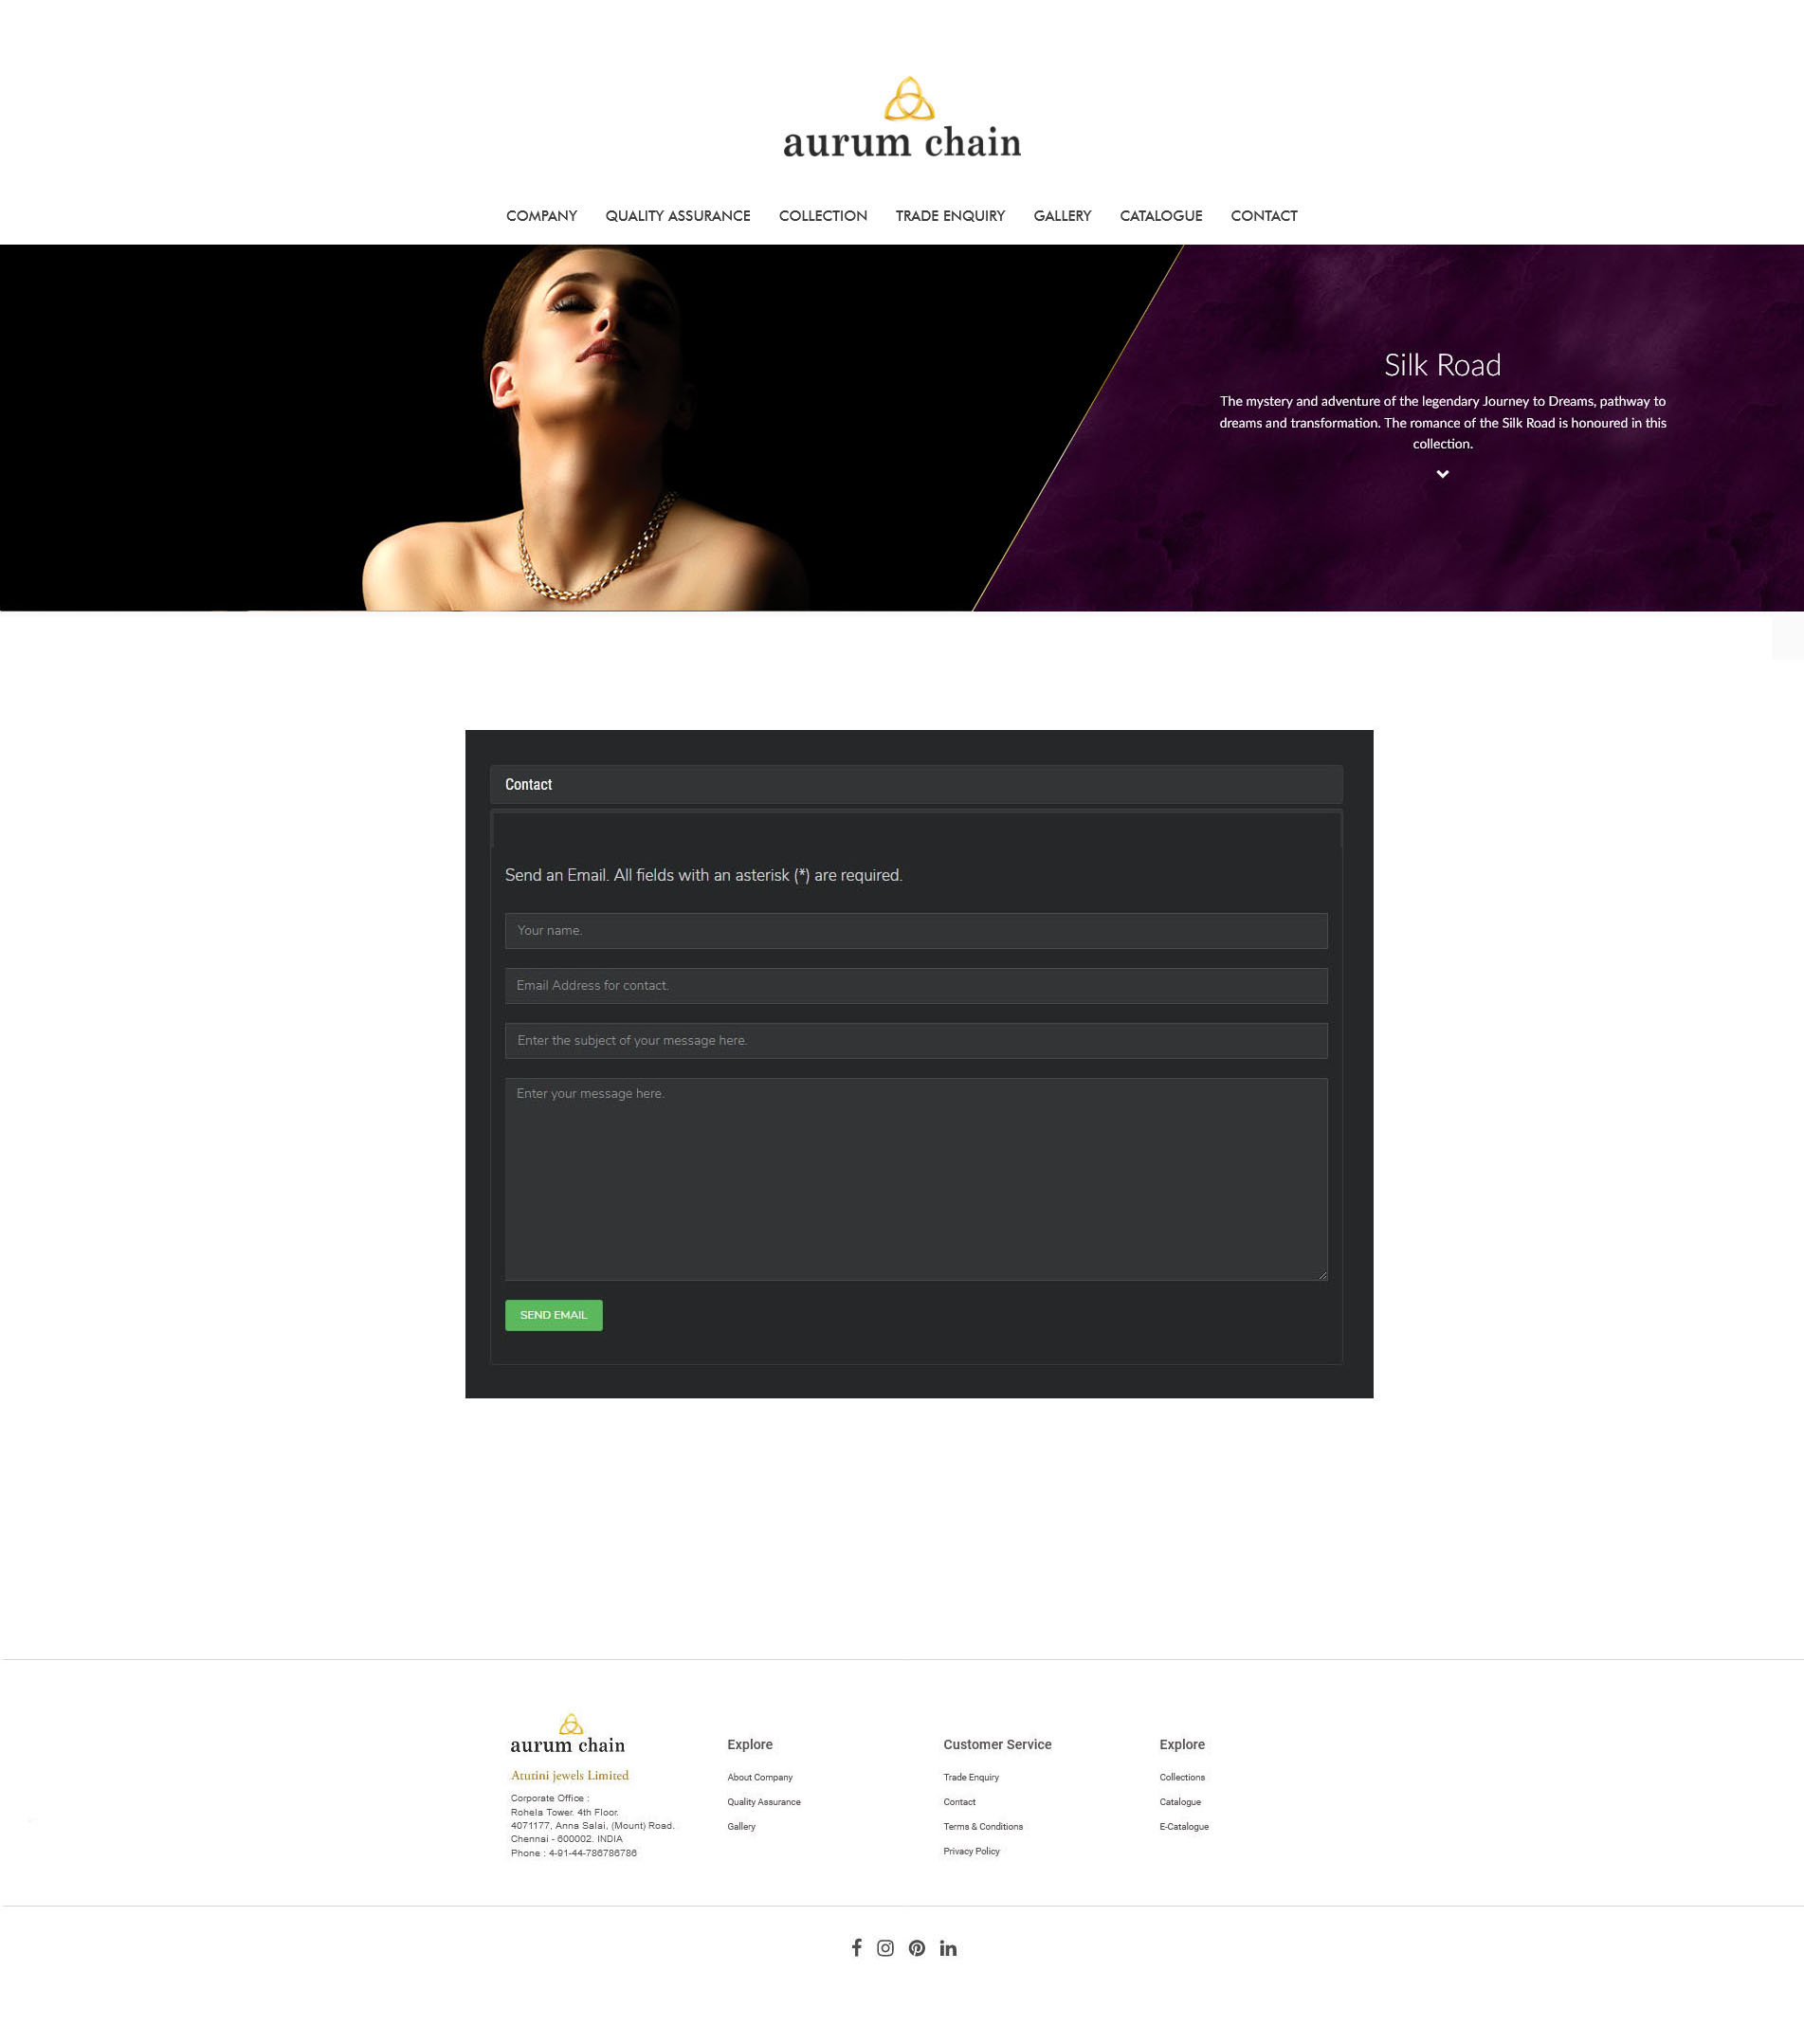 aurum chain
COMPANY QUALITY ASSURANCE COLLECTION TRADE ENQUIRY GALLERY CATALOGUE CONTACT
Silk Road
The mystery and adventure of the legendary Journey to Dreams, pathway to
dreams and transformation. The romance of the Silk Road is honoured in this
collection.
Contact
Send an Email. All fields with an asterisk (*) are required.
Your name.
Email Address for contact.
Enter the subject of your message here.
Enter your message here.
SEND EMAIL
aurum chain
Atutini jewels Limited
Corporate Office :
Rohela Tower. 4th Floor.
4071177, Anna Salai, (Mount) Road.
Chennai - 600002. INDIA
Phone : 4-91-44-786786786
Explore
About Company
Quality Assurance
Gallery
Customer Service
Trade Enquiry
Contact
Terms & Conditions
Privacy Policy
Explore
Collections
Catalogue
E-Catalogue